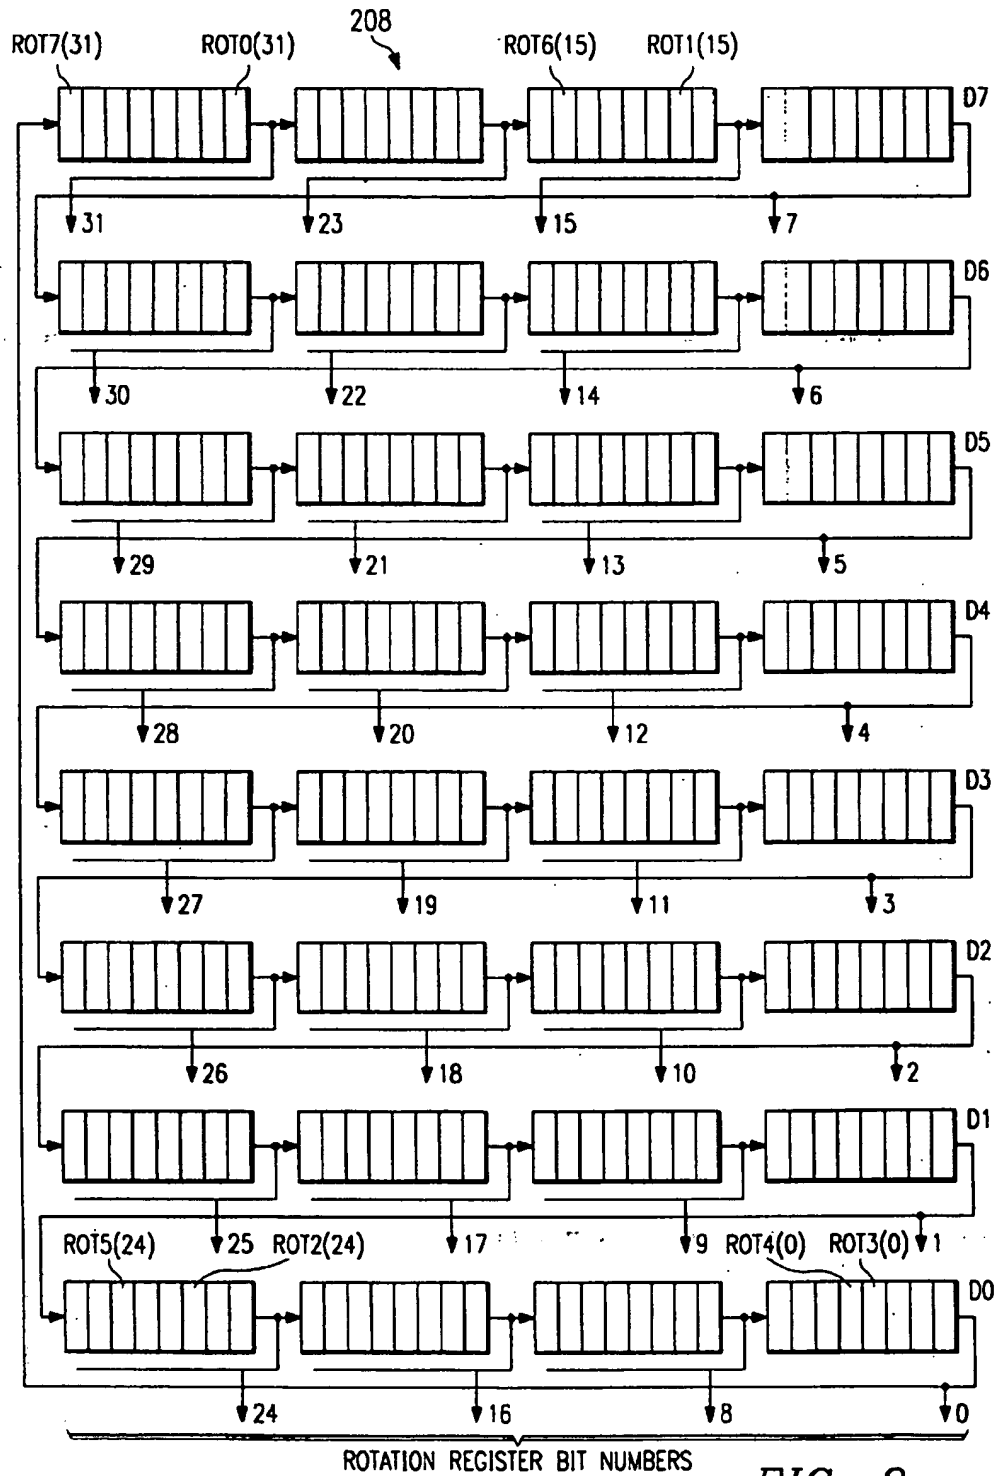 208
ROT7(31) ROT0(31) ROT6(15) ROT1(15)
D7
31 23 15 7
D6
30 22 14 6
D5
29 21 13 5
D4
28 20 12 4
D3
27 19 11 3
D2
26 18 10 2
D1
25 17 9 1
ROT5(24) ROT2(24) ROT4(0) ROT3(0)
D0
24 16 8 0
ROTATION REGISTER BIT NUMBERS